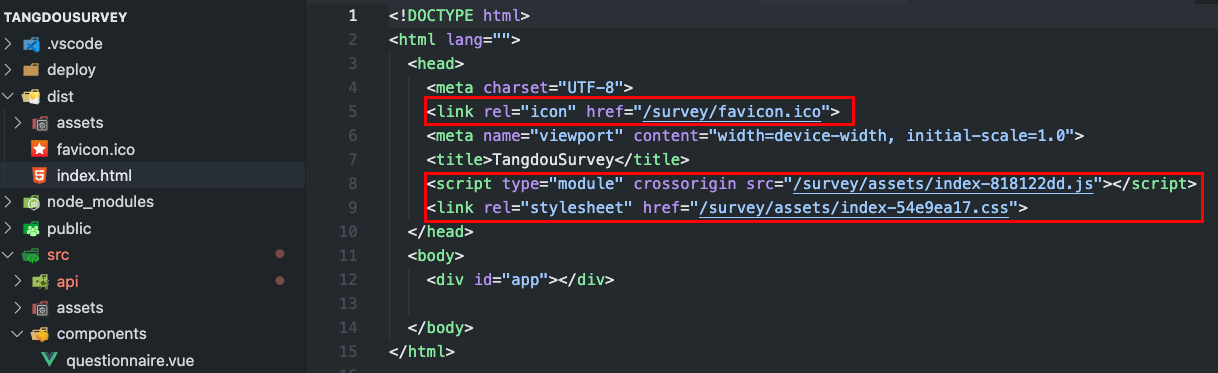 TANGDOUSURVEY
.vscode
deploy
dist
assets
favicon.ico
index.html
node_modules
public
src
api
assets
components
questionnaire.vue
1 <!DOCTYPE html>
2 <html lang="">
3 <head>
4 <meta charset="UTF-8">
5 <link rel="icon" href="/survey/favicon.ico">
6 <meta name="viewport" content="width=device-width, initial-scale=1.0">
7 <title>TangdouSurvey</title>
8 <script type="module" crossorigin src="/survey/assets/index-818122dd.js"></script>
9 <link rel="stylesheet" href="/survey/assets/index-54e9ea17.css">
10 </head>
11 <body>
12 <div id="app"></div>
13
14 </body>
15 </html>